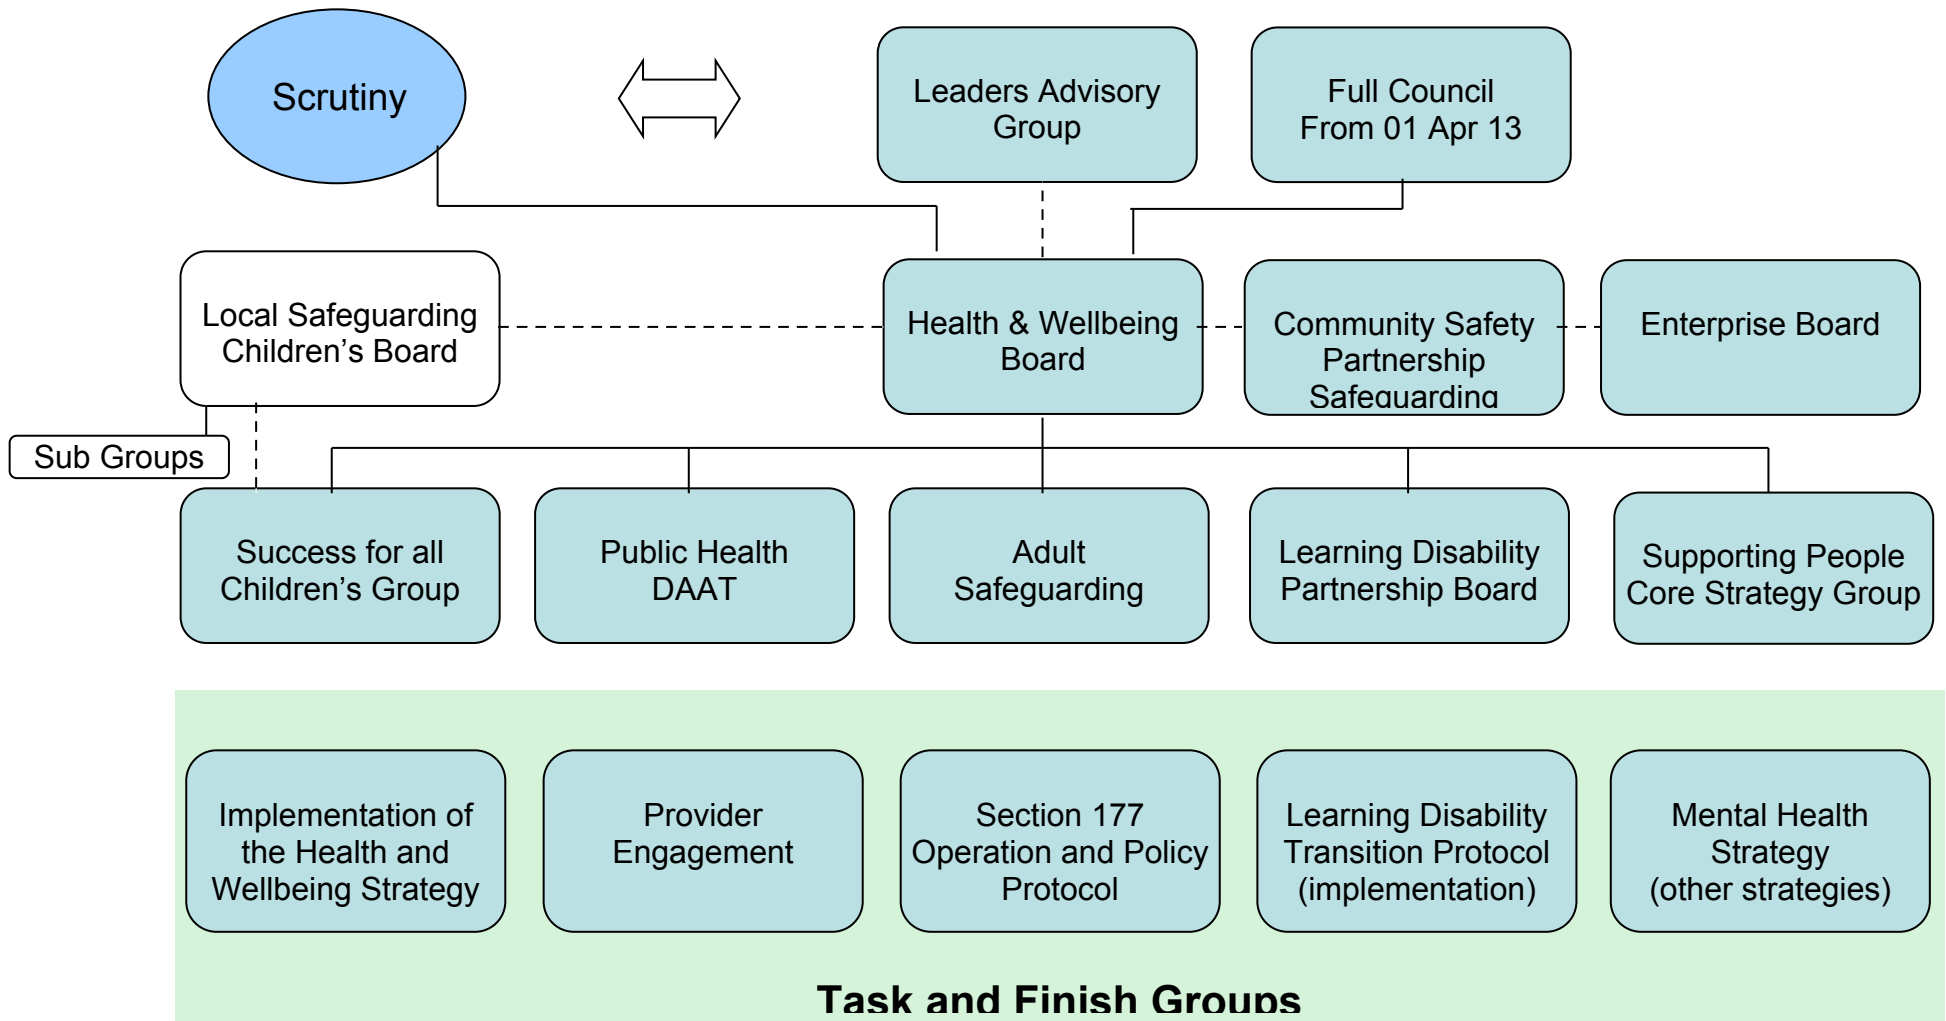 Scrutiny
Leaders Advisory
Group
Full Council
From 01 Apr 13
Local Safeguarding
Children’s Board
Health & Wellbeing
Board
Community Safety
Partnership
Safeguarding
Enterprise Board
Sub Groups
Success for all
Children’s Group
Public Health
DAAT
Adult
Safeguarding
Learning Disability
Partnership Board
Supporting People
Core Strategy Group
Implementation of
the Health and
Wellbeing Strategy
Provider
Engagement
Section 177
Operation and Policy
Protocol
Learning Disability
Transition Protocol
(implementation)
Mental Health
Strategy
(other strategies)
Task and Finish Groups